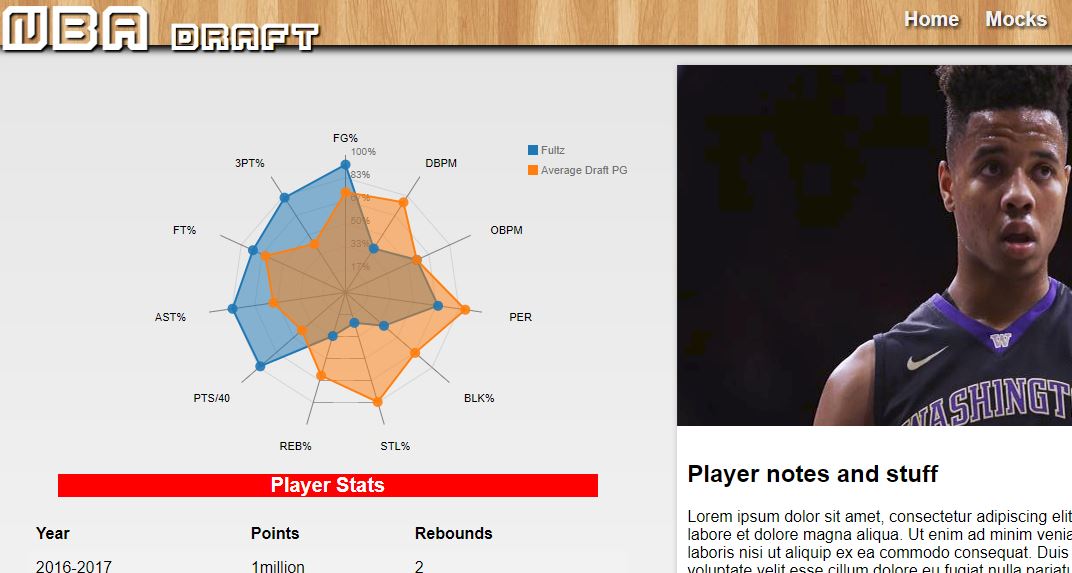 NBA DRAFT
Home Mocks
FG%
100%
83%
67%
50%
33%
17%
DBPM
OBPM
PER
BLK%
STL%
REB%
PTS/40
AST%
FT%
3PT%
Fultz
Average Draft PG
Player Stats
Year Points Rebounds
2016-2017 1million 2
W
WASHINGT
Player notes and stuff
Lorem ipsum dolor sit amet, consectetur adipiscing elit
labore et dolore magna aliqua. Ut enim ad minim venia
laboris nisi ut aliquip ex ea commodo consequat. Duis
voluptate velit esse cillum dolore eu fugiat nulla pariatu